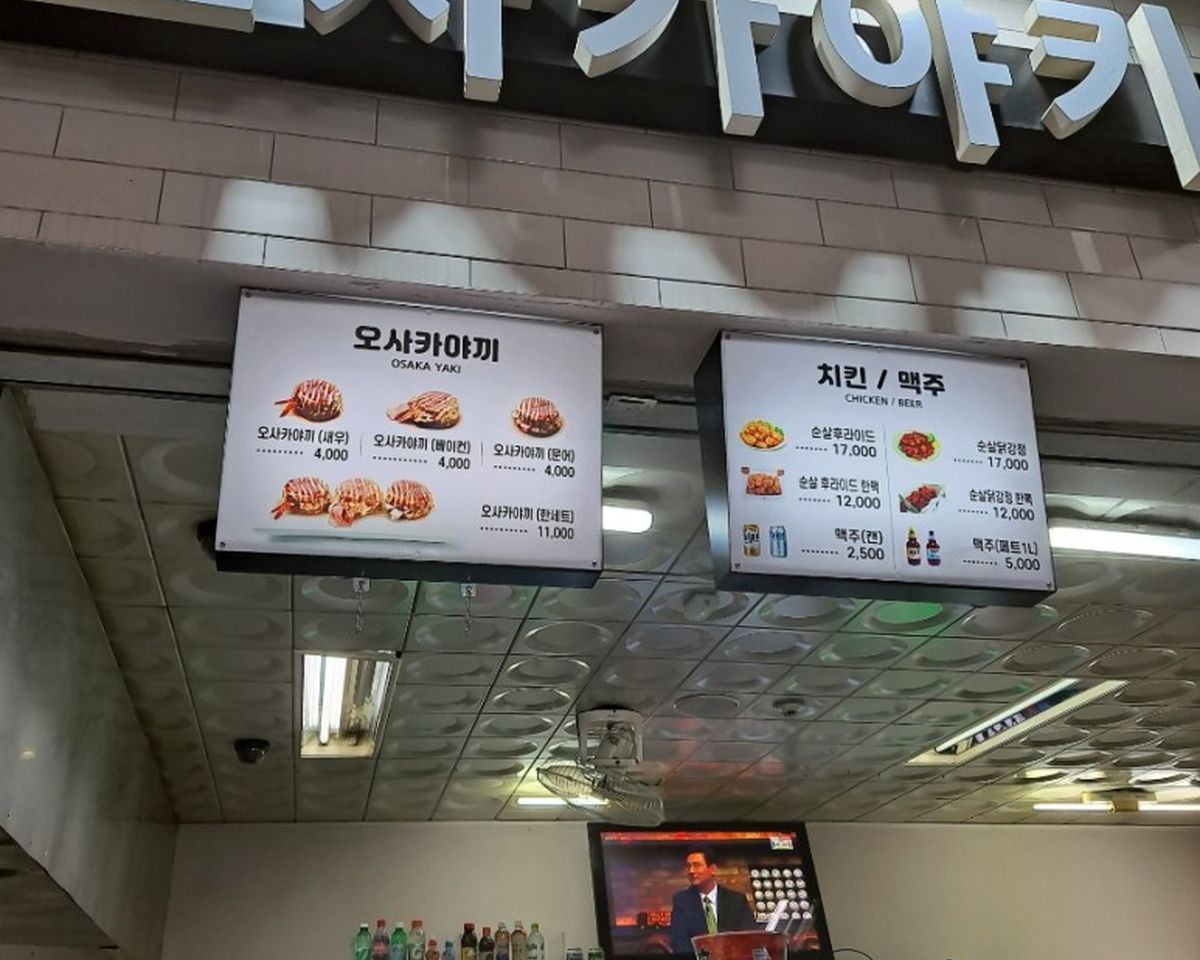 오사카야키
오사카야끼
OSAKA YAKI
오사카야끼 (새우)
4,000
오사카야끼 (베이컨)
4,000
오사카야끼 (문어)
4,000
오사카야끼 (한세트)
11,000
치킨 / 맥주
CHICKEN / BEER
순살후라이드
17,000
순살닭강정
17,000
순살 후라이드 한팩
12,000
순살닭강정 한팩
12,000
맥주(캔)
2,500
맥주(페트1L)
5,000